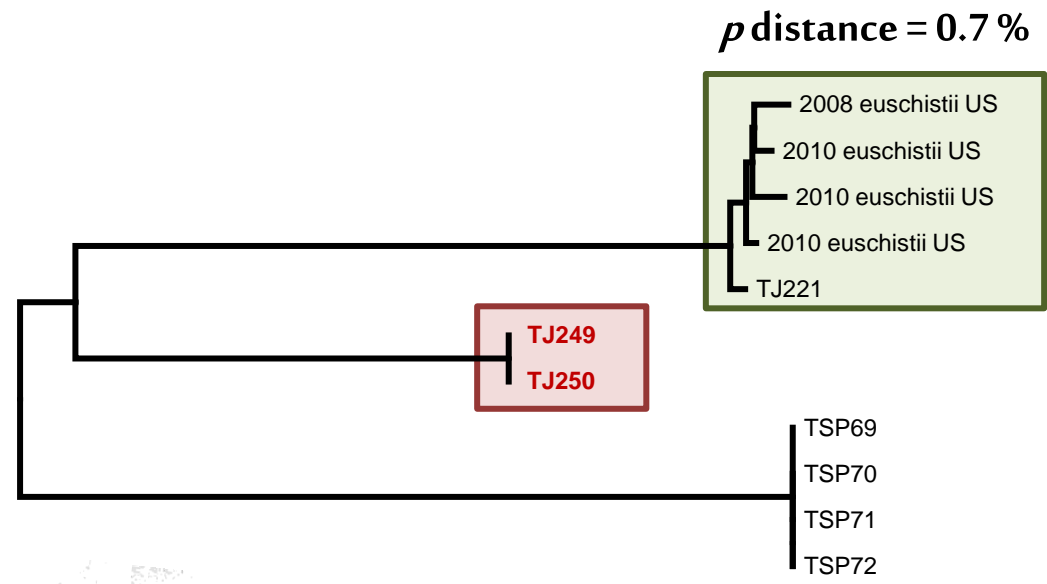 p distance = 0.7 %
2008 euschistii US
2010 euschistii US
2010 euschistii US
2010 euschistii US
TJ221
TJ249
TJ250
TSP69
TSP70
TSP71
TSP72